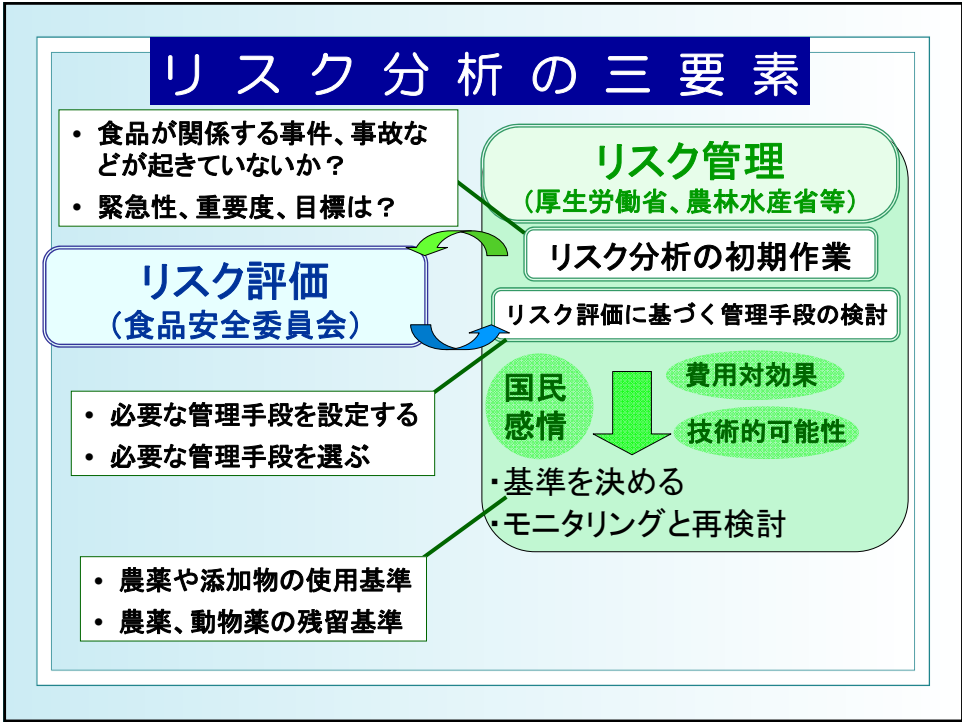 リスク分析の三要素
• 食品が関係する事件、事故な
どが起きていないか？
• 緊急性、重要度、目標は？
リスク管理
（厚生労働省、農林水産省等）
リスク分析の初期作業
リスク評価
（食品安全委員会）
リスク評価に基づく管理手段の検討
国民
感情
費用対効果
技術的可能性
• 必要な管理手段を設定する
• 必要な管理手段を選ぶ
・基準を決める
・モニタリングと再検討
• 農薬や添加物の使用基準
• 農薬、動物薬の残留基準